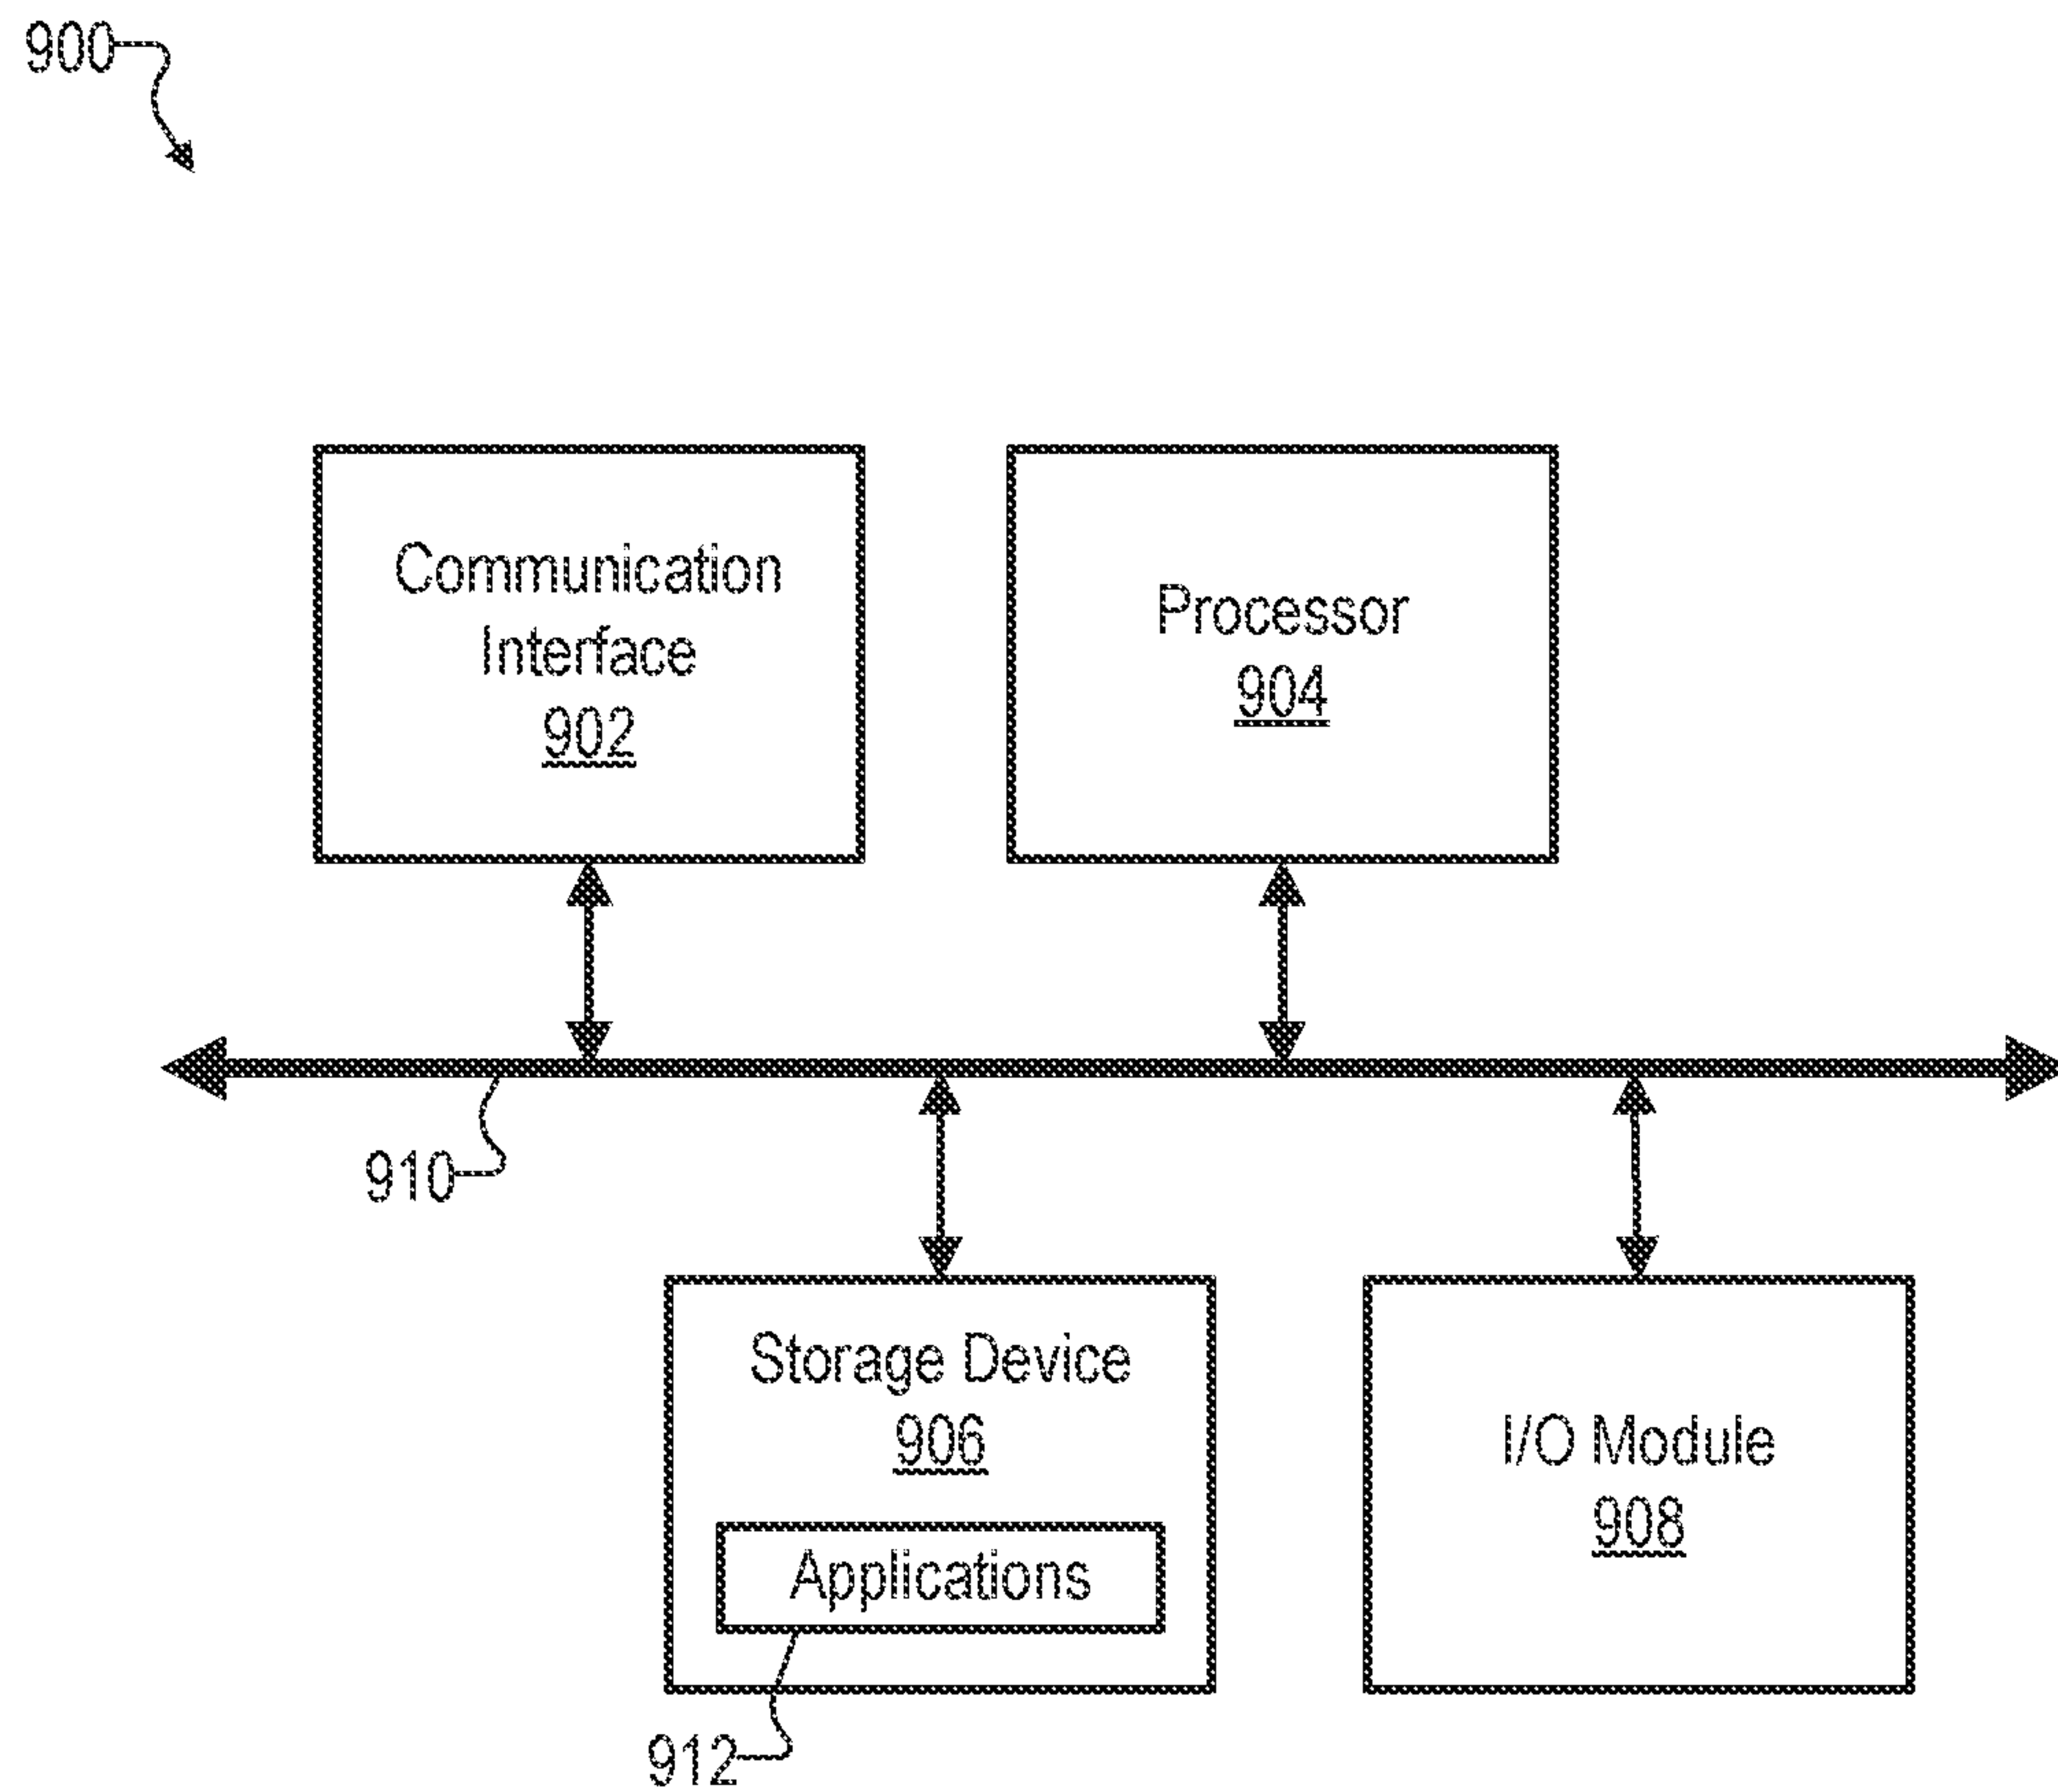 900
Communication
Interface
902
Processor
904
910
Storage Device
906
Applications
912
I/O Module
908